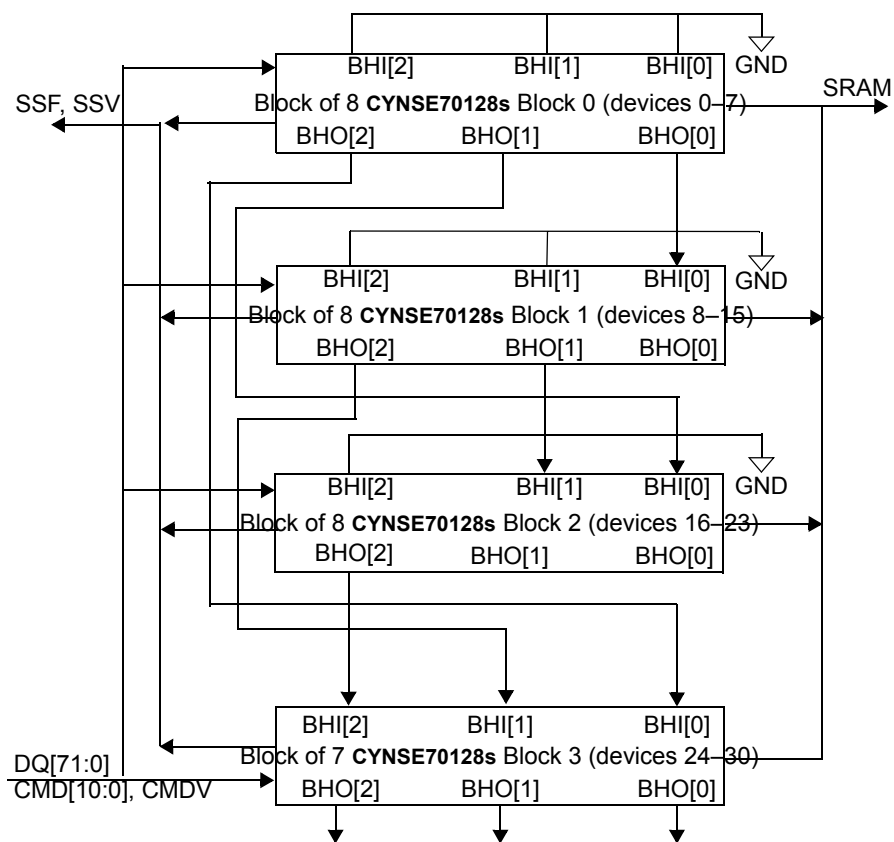 BHI[2] BHI[1] BHI[0] GND
SSF, SSV SRAM
Block of 8 CYNSE70128s Block 0 (devices 0–7)
BHO[2] BHO[1] BHO[0]
BHI[2] BHI[1] BHI[0] GND
Block of 8 CYNSE70128s Block 1 (devices 8–15)
BHO[2] BHO[1] BHO[0]
BHI[2] BHI[1] BHI[0] GND
Block of 8 CYNSE70128s Block 2 (devices 16–23)
BHO[2] BHO[1] BHO[0]
BHI[2] BHI[1] BHI[0]
Block of 7 CYNSE70128s Block 3 (devices 24–30)
DQ[71:0]
CMD[10:0], CMDV
BHO[2] BHO[1] BHO[0]